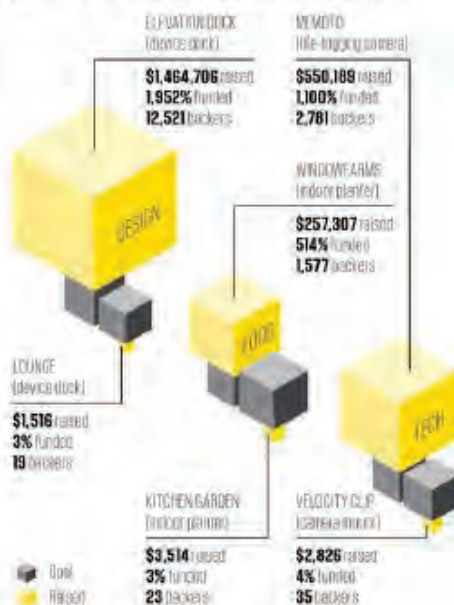 ELEVATION DOCK
(device dock)
$1,464,706 raised
1,952% funded
12,521 backers
MEMOTO
(life-logging camera)
$550,189 raised
1,100% funded
2,781 backers
WINDOWFARMS
(indoor planter)
$257,307 raised
514% funded
1,577 backers
DESIGN
FOOD
TECH
LOUNGE
(device dock)
$1,516 raised
3% funded
19 backers
KITCHEN GARDEN
(indoor planter)
$3,514 raised
3% funded
23 backers
VELOCITY CLIP
(camera mount)
$2,826 raised
4% funded
35 backers
Goal
Raised